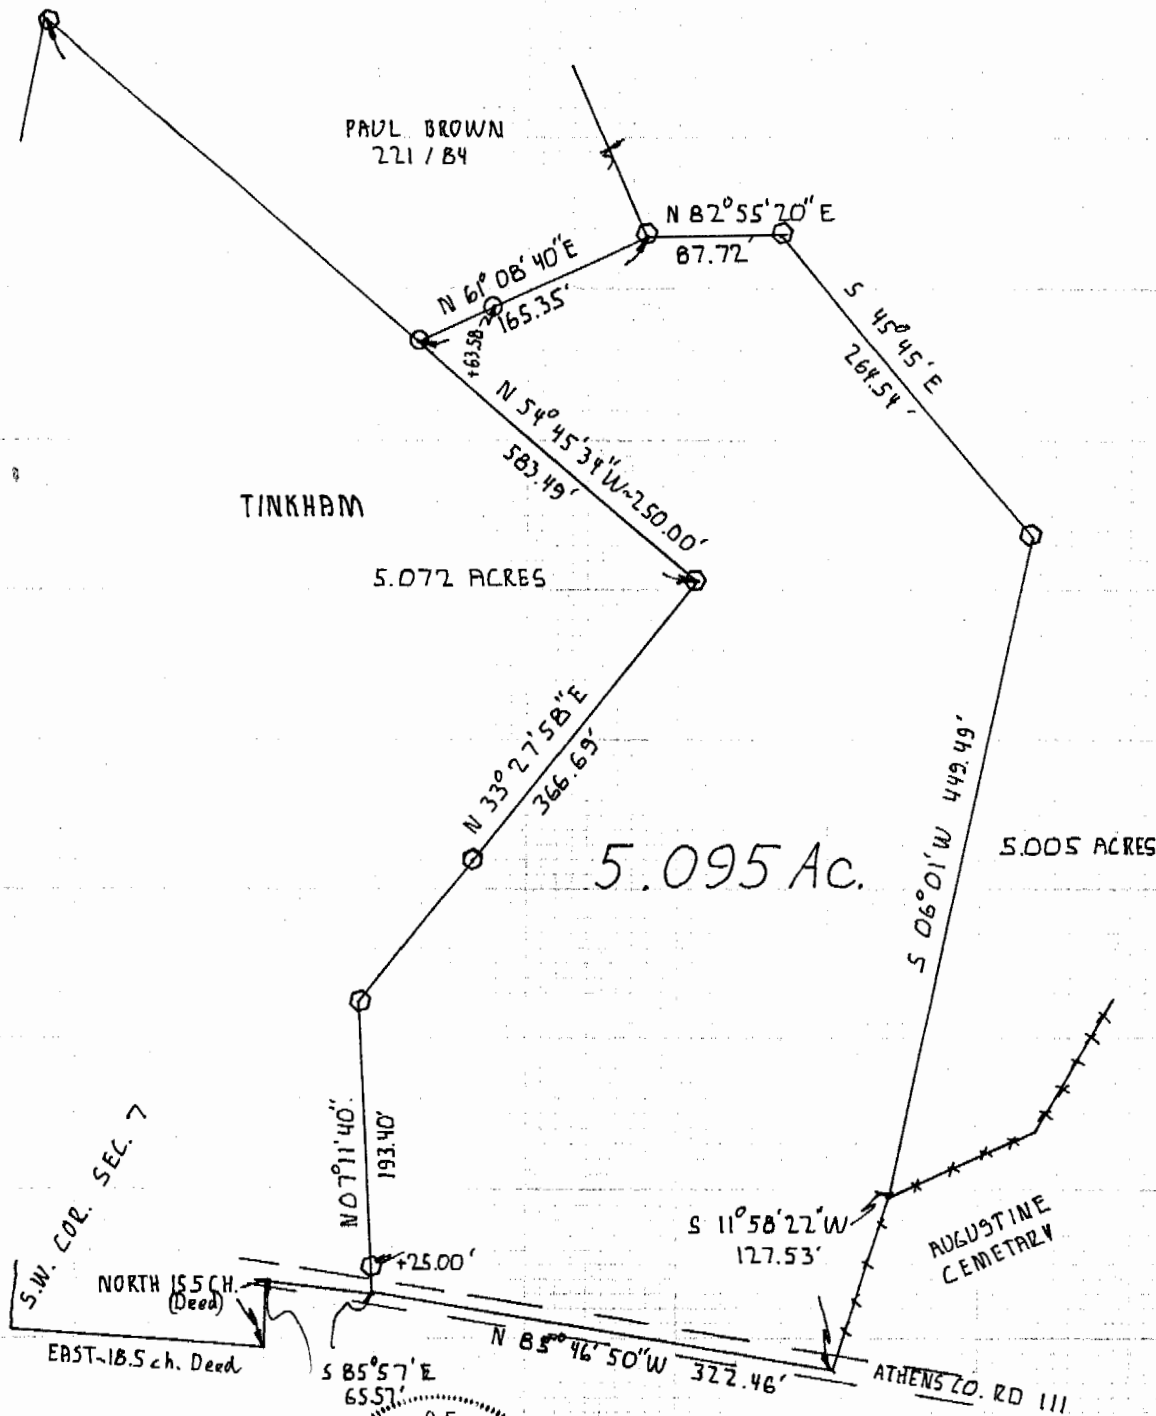 PAUL BROWN
221 / 84
N 82°55'20" E
87.72'
N 61° 08' 40" E
165.35'
+63.58
S 45°45' E
264.54'
N 54°45'34" W~250.00'
583.49'
TINKHAM
5.072 ACRES
N 33°27'58" E
366.69'
5.095 Ac.
S 06°01' W 449.49'
5.005 ACRES
N 07°11'40"
193.40'
S.W. COR. SEC. 7
S 11°58'22" W
127.53'
AUGUSTINE
CEMETARY
+25.00'
NORTH 15.5 CH.
(Deed)
EAST-18.5 ch. Deed
S 85°57' E
65.57'
46' 50" W 322.46'
ATHENS CO. RD 111